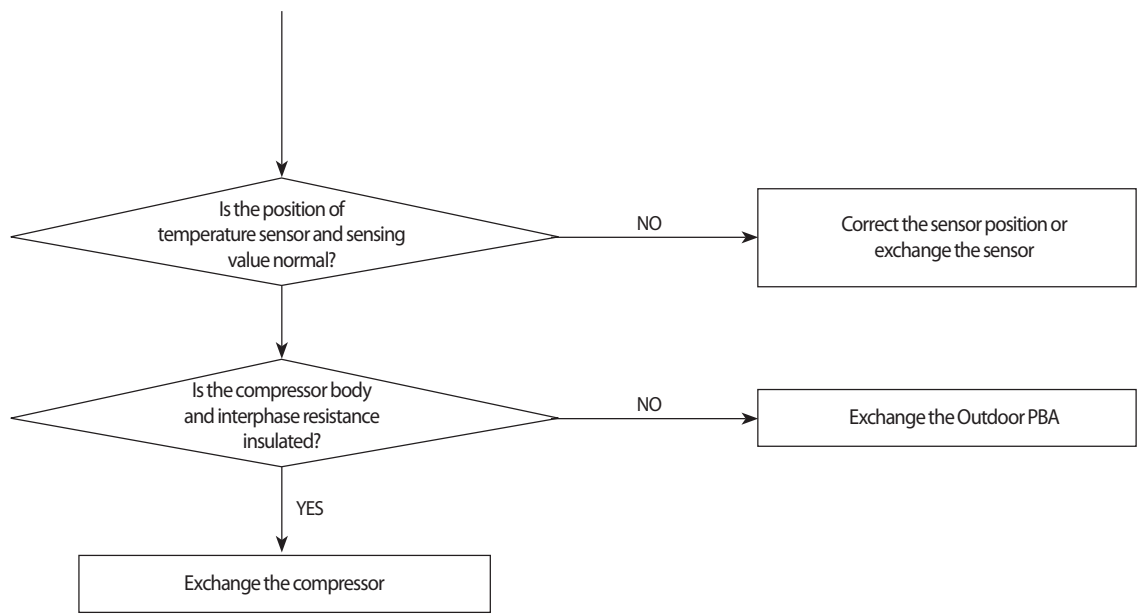 Is the position of
temperature sensor and sensing
value normal?
NO
Correct the sensor position or
exchange the sensor
Is the compressor body
and interphase resistance
insulated?
NO
Exchange the Outdoor PBA
YES
Exchange the compressor